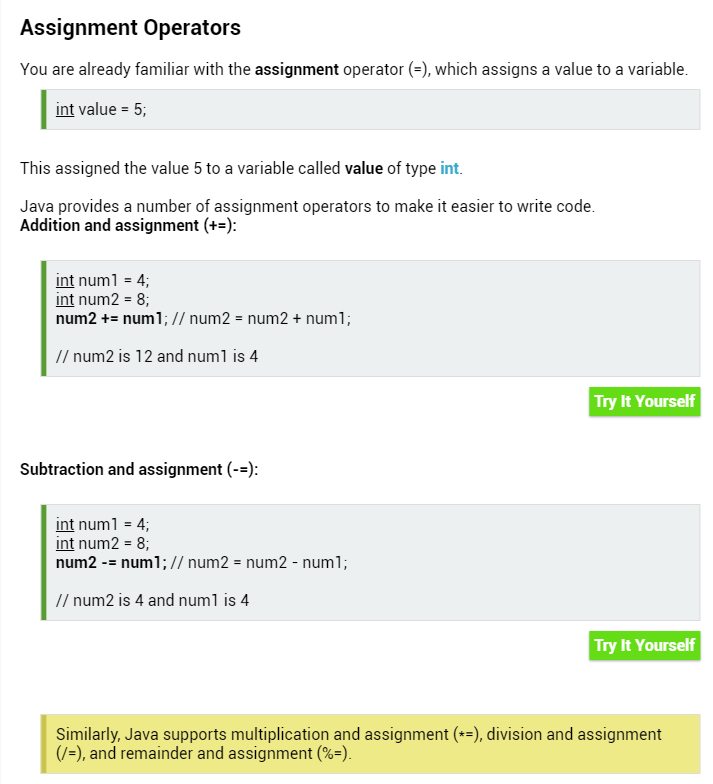 Assignment Operators
You are already familiar with the assignment operator (=), which assigns a value to a variable.
int value = 5;
This assigned the value 5 to a variable called value of type int.
Java provides a number of assignment operators to make it easier to write code.
Addition and assignment (+=):
int num1 = 4;
int num2 = 8;
num2 += num1; // num2 = num2 + num1;
// num2 is 12 and num1 is 4
Try It Yourself
Subtraction and assignment (-=):
int num1 = 4;
int num2 = 8;
num2 -= num1; // num2 = num2 - num1;
// num2 is 4 and num1 is 4
Try It Yourself
Similarly, Java supports multiplication and assignment (*=), division and assignment
(/=), and remainder and assignment (%=).